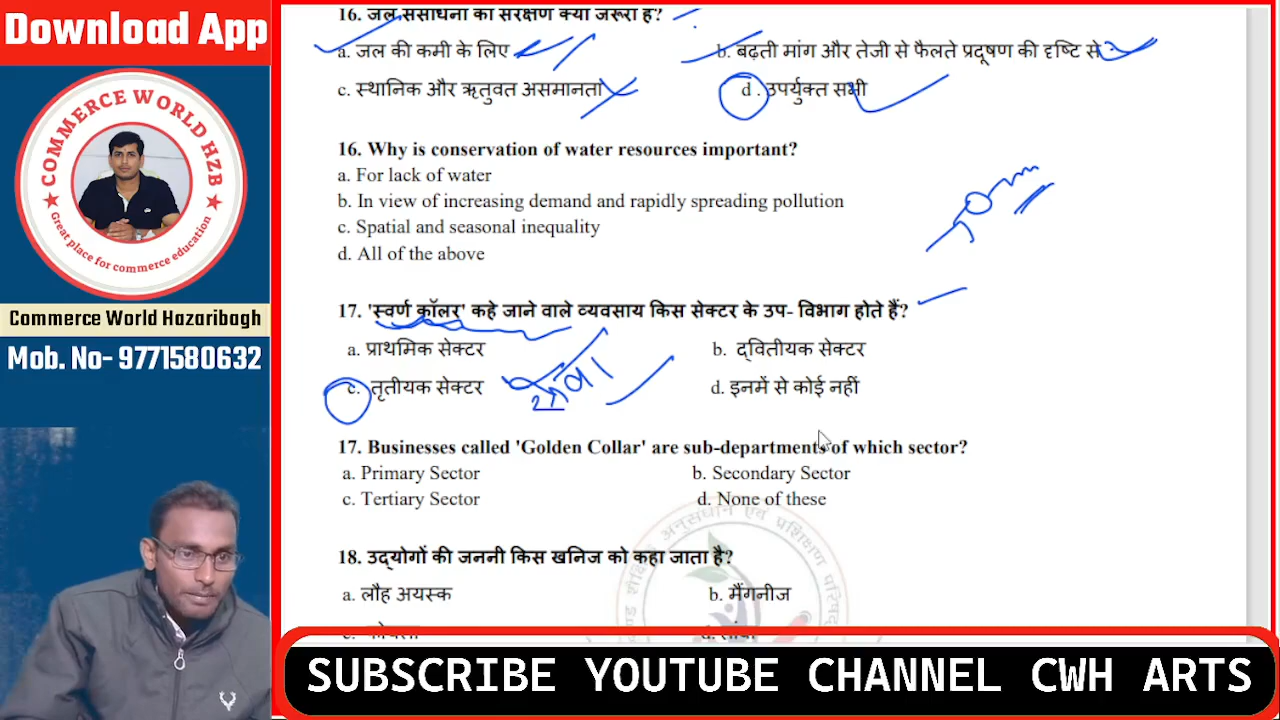 Download App
COMMERCE WORLD HZB
Great place for commerce education
Commerce World Hazaribagh
Mob. No- 9771580632
16. जल संसाधनों का संरक्षण क्यों जरूरी है?
a. जल की कमी के लिए b. बढ़ती मांग और तेजी से फैलते प्रदूषण की दृष्टि से
c. स्थानिक और ऋतुवत असमानता d . उपर्युक्त सभी
16. Why is conservation of water resources important?
a. For lack of water
b. In view of increasing demand and rapidly spreading pollution
c. Spatial and seasonal inequality
d. All of the above
17. 'स्वर्ण कॉलर' कहे जाने वाले व्यवसाय किस सेक्टर के उप- विभाग होते हैं?
a. प्राथमिक सेक्टर b. द्वितीयक सेक्टर
c. तृतीयक सेक्टर d. इनमें से कोई नहीं
सेवा
17. Businesses called 'Golden Collar' are sub-departments of which sector?
a. Primary Sector b. Secondary Sector
c. Tertiary Sector d. None of these
18. उद्योगों की जननी किस खनिज को कहा जाता है?
a. लौह अयस्क b. मैंगनीज
c. कोयला d. तांबा
SUBSCRIBE YOUTUBE CHANNEL CWH ARTS